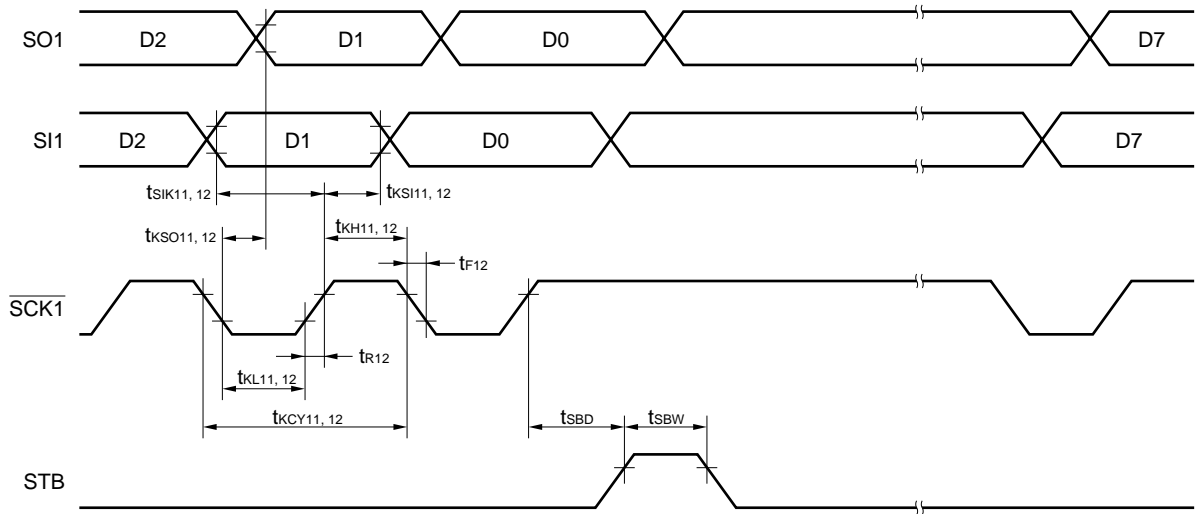 SO1 D2 D1 D0 D7
SI1 D2 D1 D0 D7
tSIK11, 12 tKSI11, 12
tKSO11, 12 tKH11, 12
tF12
SCK1
tR12
tKL11, 12
tKCY11, 12 tSBD tSBW
STB